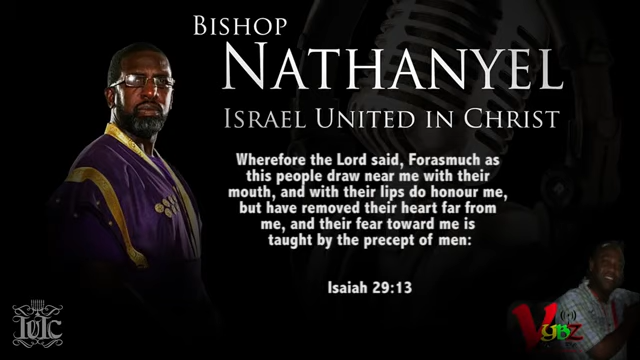 BISHOP
NATHANYEL
ISRAEL UNITED IN CHRIST
Wherefore the Lord said, Forasmuch as
this people draw near me with their
mouth, and with their lips do honour me,
but have removed their heart far from
me, and their fear toward me is
taught by the precept of men:
Isaiah 29:13
IUIC
VYBZ